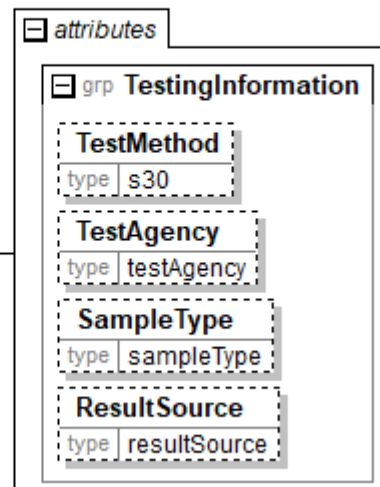 attributes
grp TestingInformation
TestMethod
type s30
TestAgency
type testAgency
SampleType
type sampleType
ResultSource
type resultSource